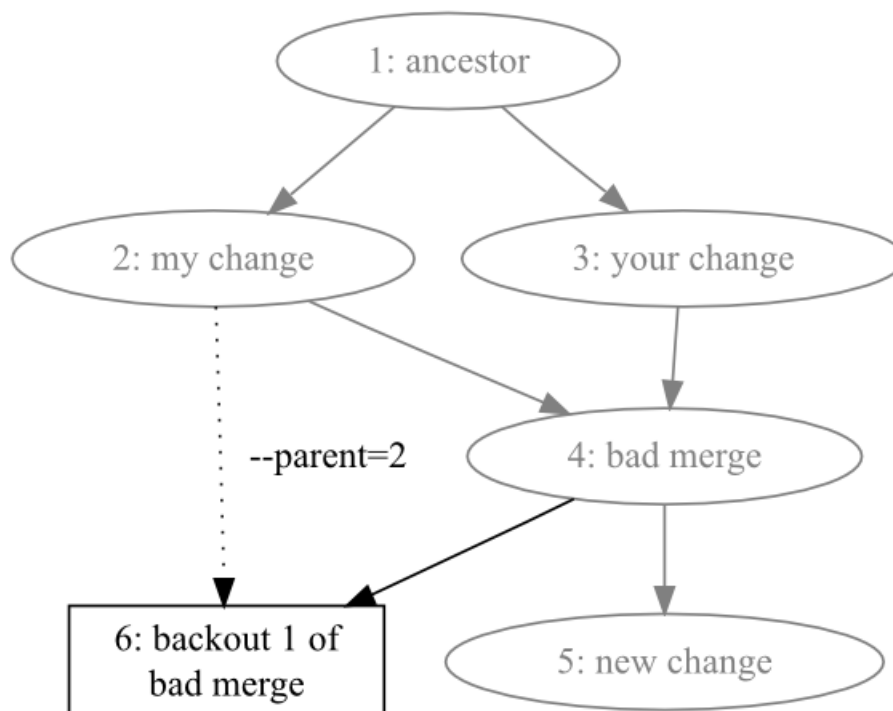 1: ancestor
2: my change
3: your change
--parent=2
4: bad merge
6: backout 1 of
bad merge
5: new change